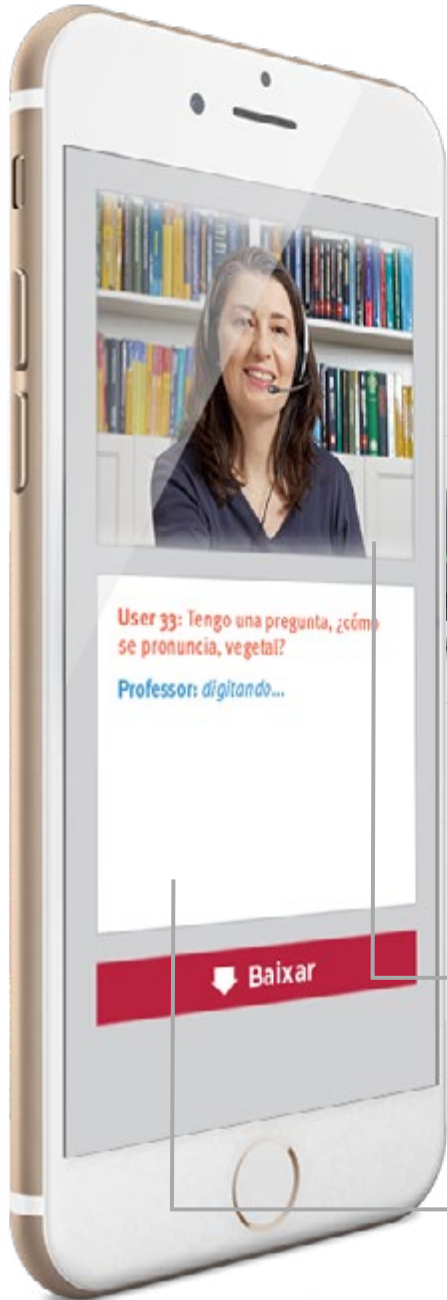 User 33: Tengo una pregunta, ¿cómo
se pronuncia, vegetal?
Professor: digitando...
Baixar